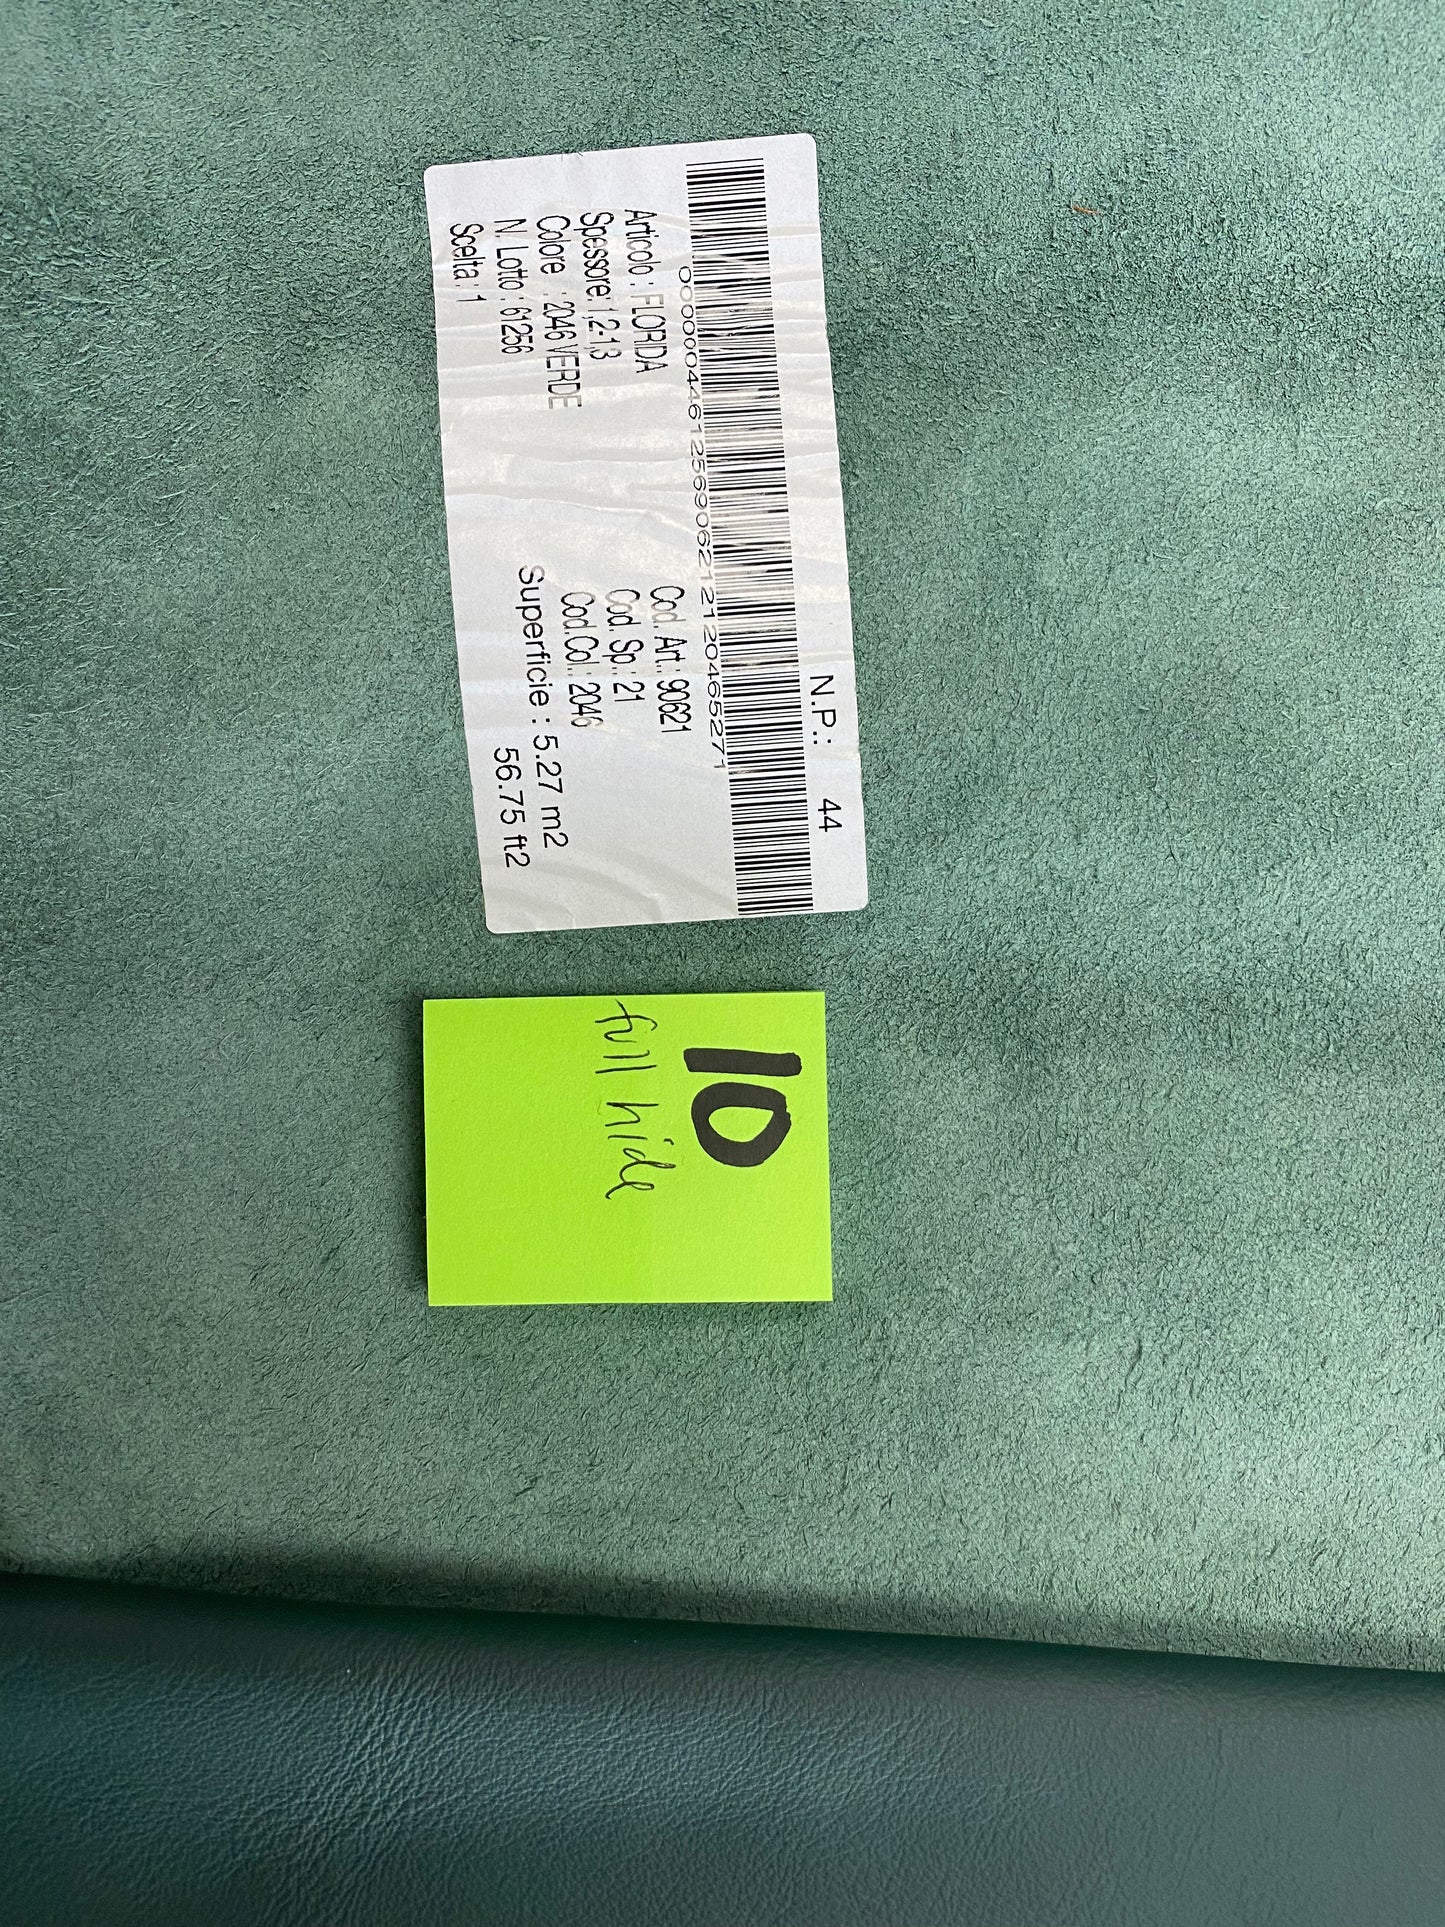 N.P.: 44
0000004461256906212120465271
Articolo : FLORIDA Cod. Art.: 90621
Spessore: 1,2-1,3 Cod. Sp.: 21
Colore : 2046 VERDE Cod.Col.: 2046
N. Lotto : 61256 Superficie : 5.27 m2
Scelta: 1 56.75 ft2
10
full hide